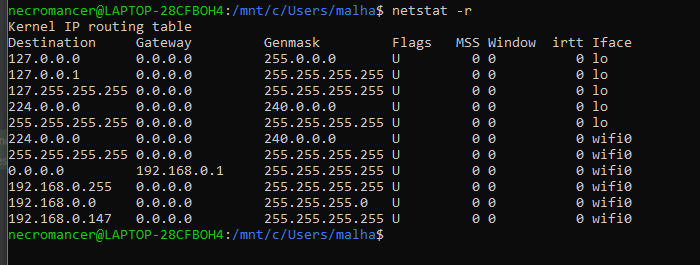 necromancer@LAPTOP-28CFBOH4:/mnt/c/Users/malha$ netstat -r
Kernel IP routing table
Destination     Gateway         Genmask         Flags   MSS Window  irtt Iface
127.0.0.0       0.0.0.0         255.0.0.0       U         0 0          0 lo
127.0.0.1       0.0.0.0         255.255.255.255 U         0 0          0 lo
127.255.255.255 0.0.0.0         255.255.255.255 U         0 0          0 lo
224.0.0.0       0.0.0.0         240.0.0.0       U         0 0          0 lo
255.255.255.255 0.0.0.0         255.255.255.255 U         0 0          0 lo
224.0.0.0       0.0.0.0         240.0.0.0       U         0 0          0 wifi0
255.255.255.255 0.0.0.0         255.255.255.255 U         0 0          0 wifi0
0.0.0.0         192.168.0.1     255.255.255.255 U         0 0          0 wifi0
192.168.0.255   0.0.0.0         255.255.255.255 U         0 0          0 wifi0
192.168.0.0     0.0.0.0         255.255.255.0   U         0 0          0 wifi0
192.168.0.147   0.0.0.0         255.255.255.255 U         0 0          0 wifi0
necromancer@LAPTOP-28CFBOH4:/mnt/c/Users/malha$